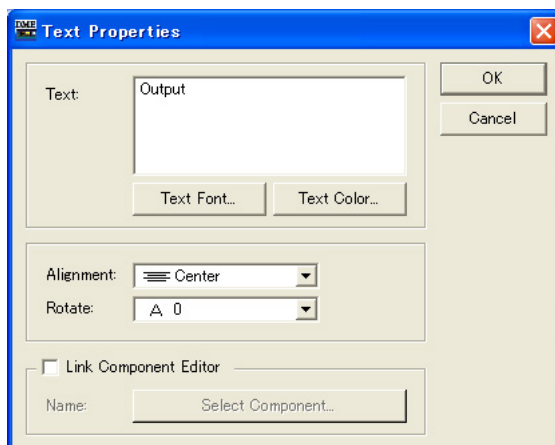 DME
Text Properties
Text:
Output
Text Font...
Text Color...
OK
Cancel
Alignment:
Center
Rotate:
A 0
Link Component Editor
Name:
Select Component...